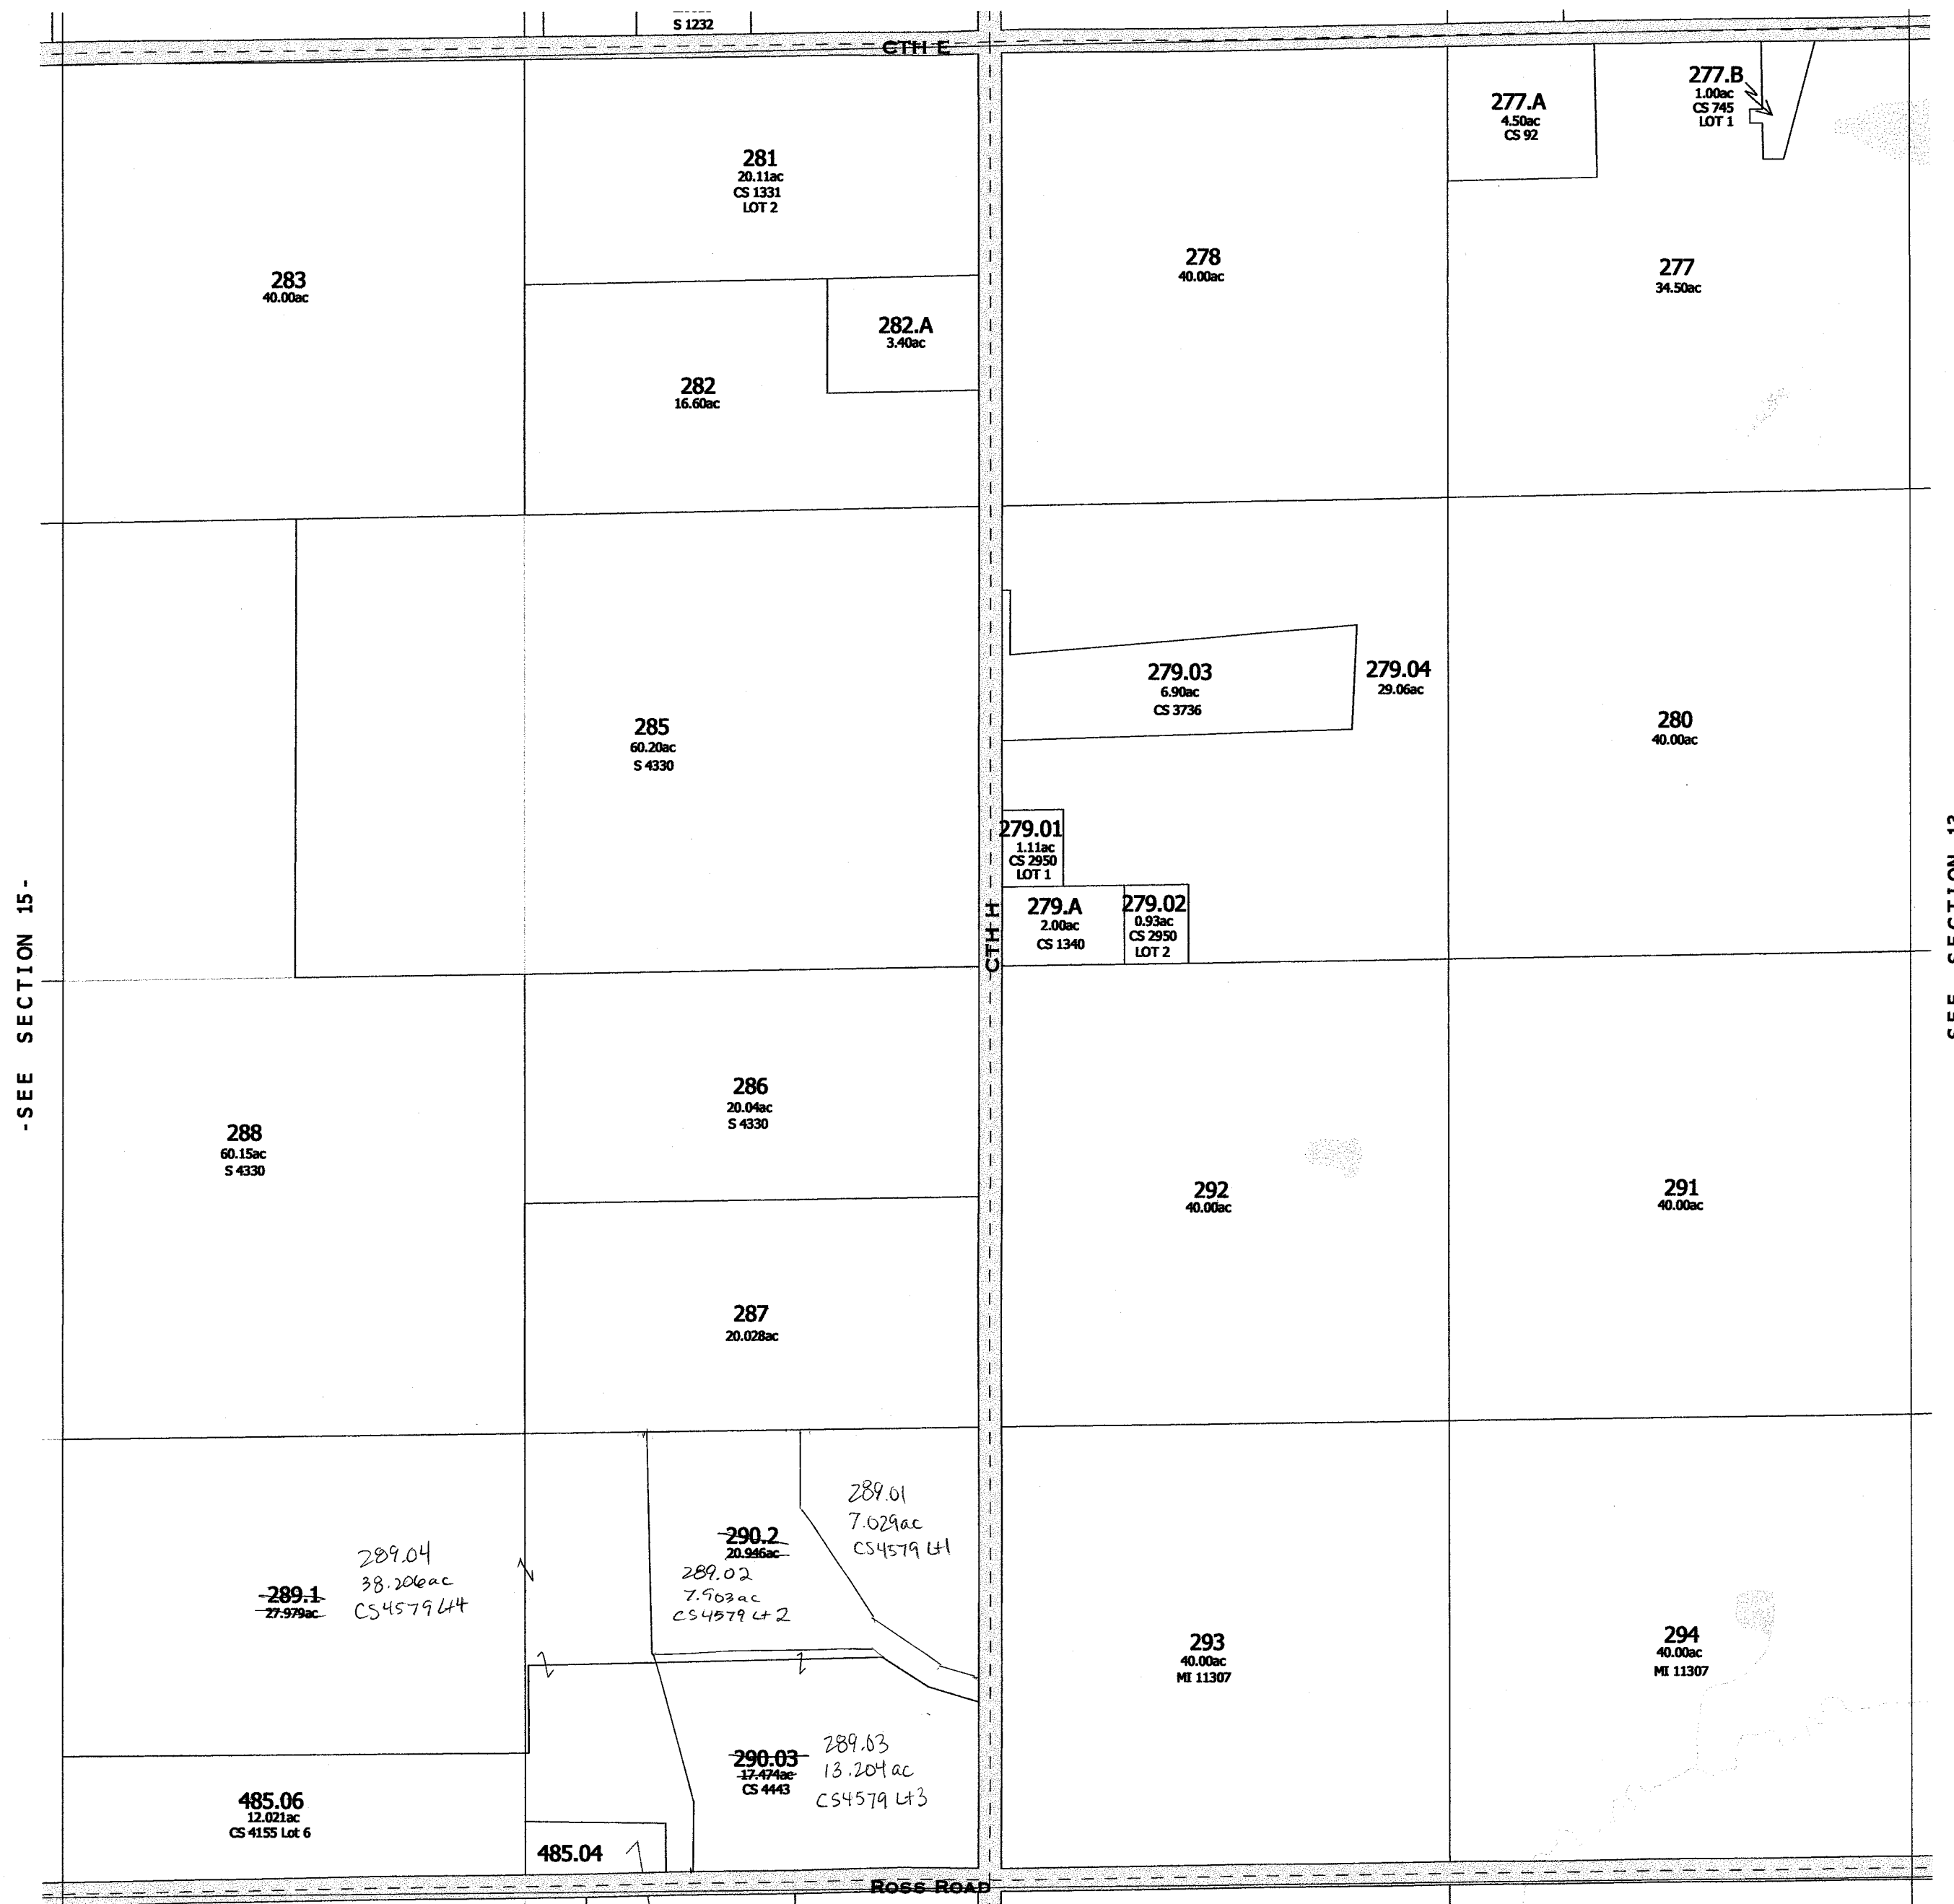 S 1232
CTH E
277.B
1.00ac
CS 745
LOT 1
277.A
4.50ac
CS 92
281
20.11ac
CS 1331
LOT 2
278
40.00ac
277
34.50ac
283
40.00ac
282.A
3.40ac
282
16.60ac
279.03
6.90ac
CS 3736
279.04
29.06ac
285
60.20ac
S 4330
280
40.00ac
279.01
1.11ac
CS 2950
LOT 1
279.A
2.00ac
CS 1340
279.02
0.93ac
CS 2950
LOT 2
CTH H
-SEE SECTION 15-
SEE SECTION 13
286
20.04ac
S 4330
288
60.15ac
S 4330
292
40.00ac
291
40.00ac
287
20.028ac
289.01
7.029ac
CS4579 Lt1
290.2
20.946ac
289.02
7.903ac
CS4579 Lt2
289.04
38.206ac
CS4579 Lt4
289.1
27.979ac
293
40.00ac
MI 11307
294
40.00ac
MI 11307
290.03
17.474ac
CS 4443
289.03
13.204ac
CS4579 Lt3
485.06
12.021ac
CS 4155 Lot 6
485.04
ROSS ROAD